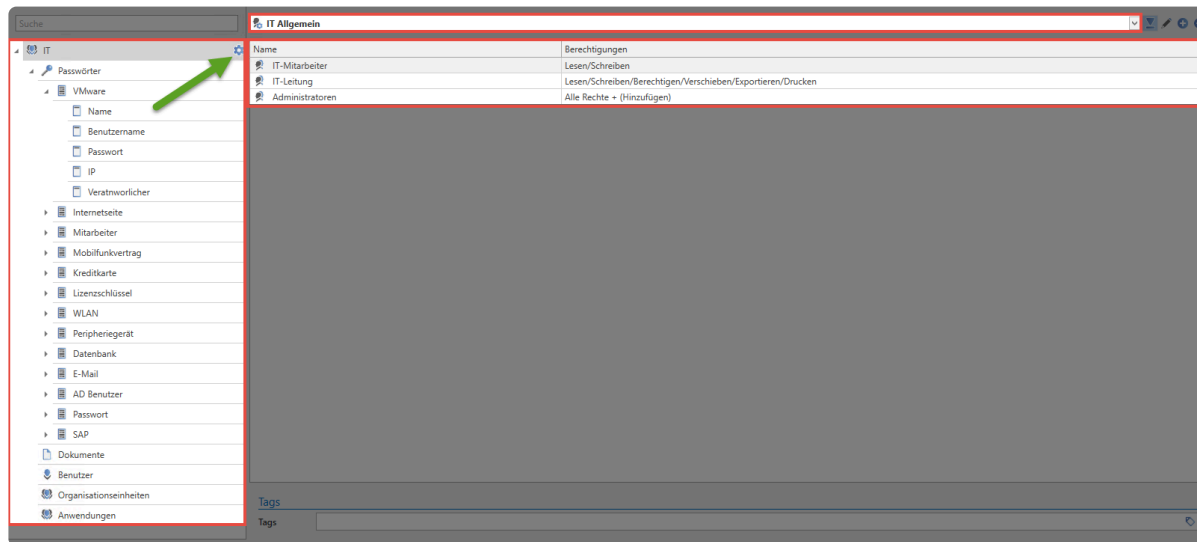 Suche
IT Allgemein
IT
Name Berechtigungen
IT-Mitarbeiter Lesen/Schreiben
IT-Leitung Lesen/Schreiben/Berechtigen/Verschieben/Exportieren/Drucken
Administratoren Alle Rechte + (Hinzufügen)
Passwörter
VMware
Name
Benutzername
Passwort
IP
Veratnworlicher
Internetseite
Mitarbeiter
Mobilfunkvertrag
Kreditkarte
Lizenzschlüssel
WLAN
Peripheriegerät
Datenbank
E-Mail
AD Benutzer
Passwort
SAP
Dokumente
Benutzer
Organisationseinheiten
Anwendungen
Tags
Tags